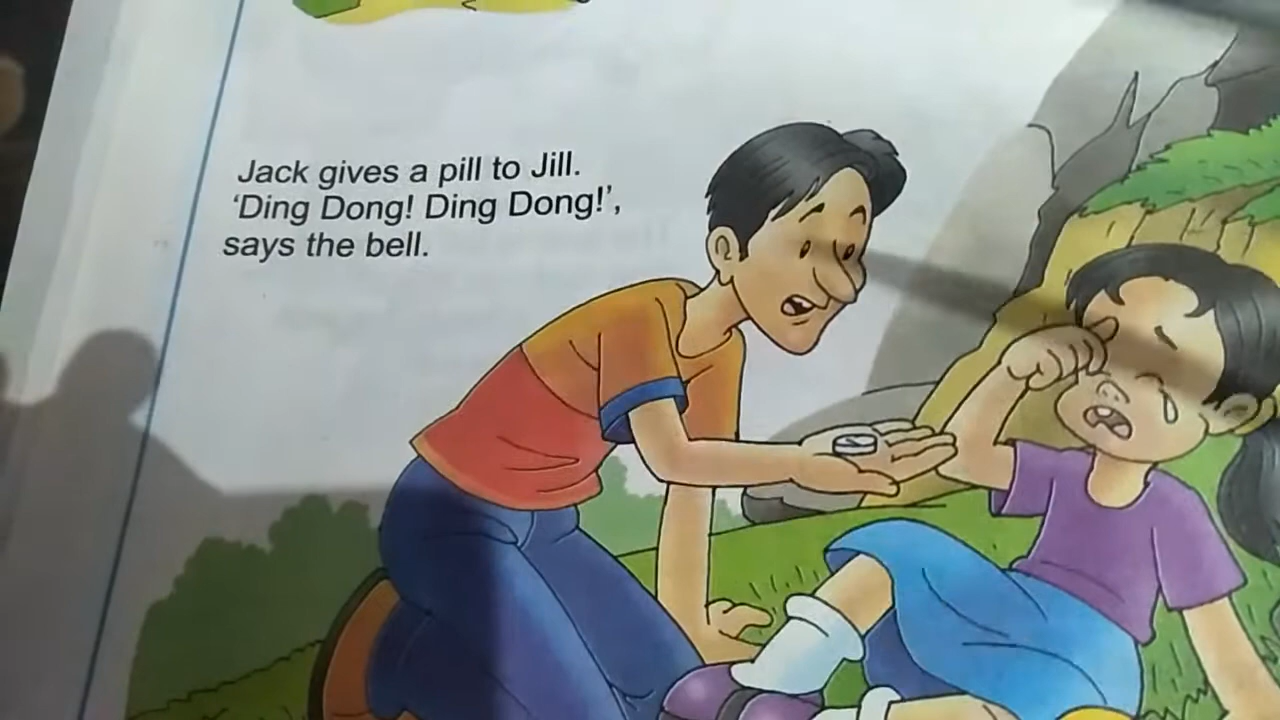 Jack gives a pill to Jill.
‘Ding Dong! Ding Dong!’,
says the bell.